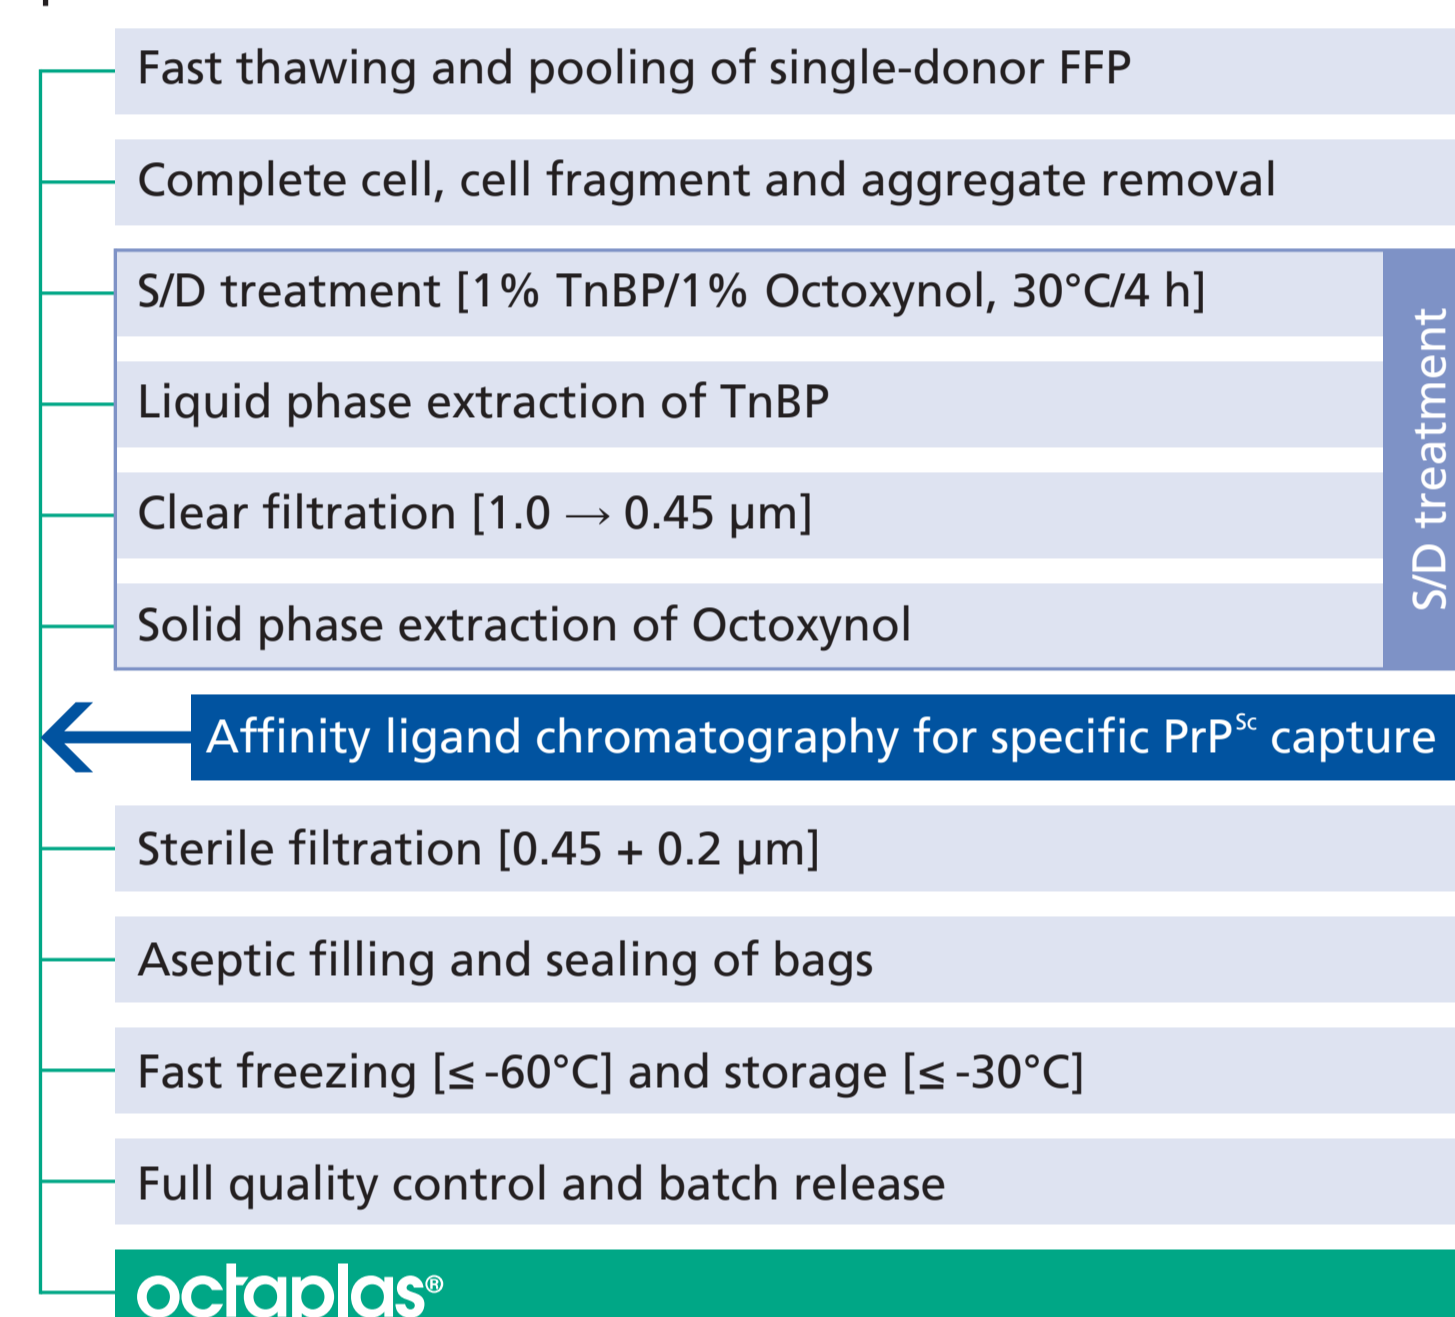 Fast thawing and pooling of single-donor FFP
Complete cell, cell fragment and aggregate removal
S/D treatment [1% TnBP/1% Octoxynol, 30°C/4 h]
Liquid phase extraction of TnBP
Clear filtration [1.0 → 0.45 µm]
Solid phase extraction of Octoxynol
S/D treatment
Affinity ligand chromatography for specific PrPSc capture
Sterile filtration [0.45 + 0.2 µm]
Aseptic filling and sealing of bags
Fast freezing [≤ -60°C] and storage [≤ -30°C]
Full quality control and batch release
octaplas®